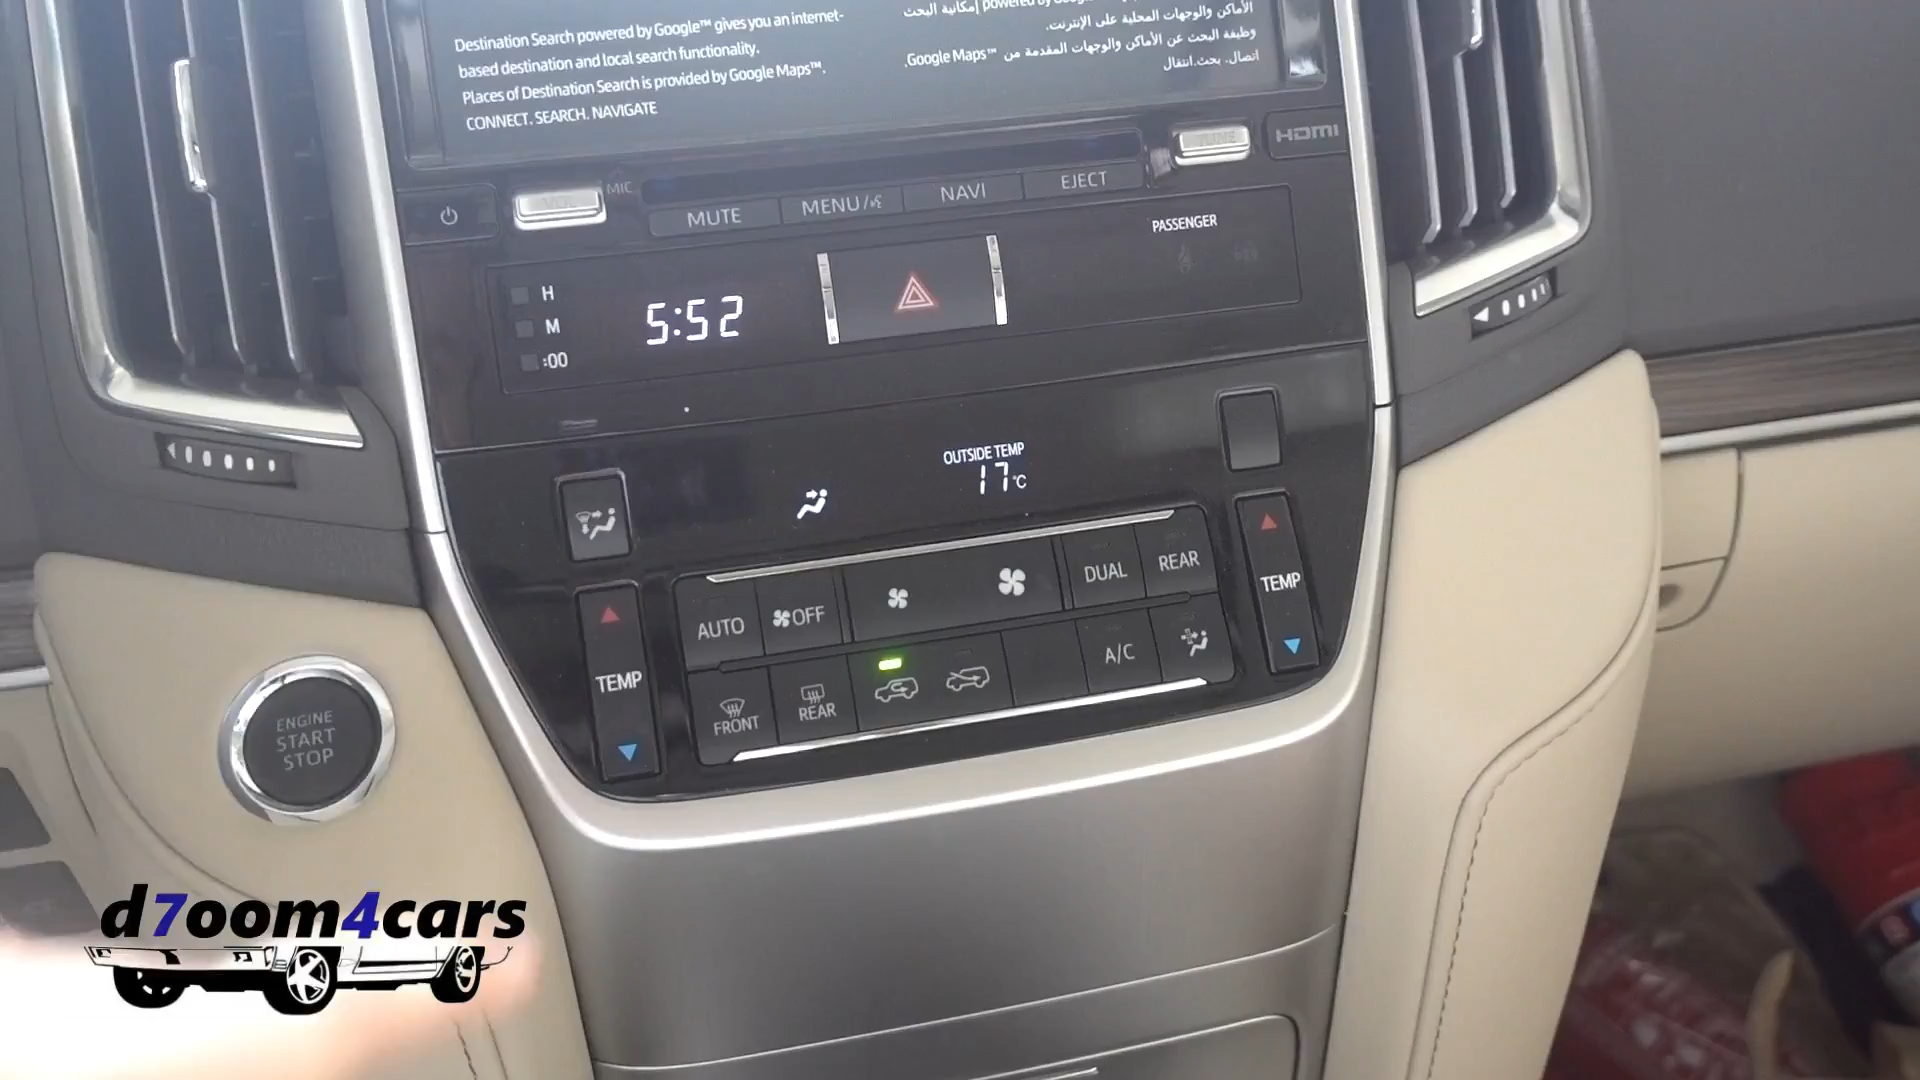 Destination Search powered by Google™ gives you an internet-
based destination and local search functionality.
Places of Destination Search is provided by Google Maps™.
CONNECT. SEARCH. NAVIGATE
إمكانية البحث
الأماكن والوجهات المحلية على الإنترنت.
وظيفة البحث عن الأماكن والوجهات المقدمة من Google Maps™.
اتصال. بحث. انتقال
HDMI
MIC
MUTE
MENU
NAVI
EJECT
PASSENGER
H
M
:00
5:52
OUTSIDE TEMP
17°C
AUTO
OFF
DUAL
REAR
TEMP
TEMP
FRONT
REAR
A/C
ENGINE
START
STOP
d7oom4cars